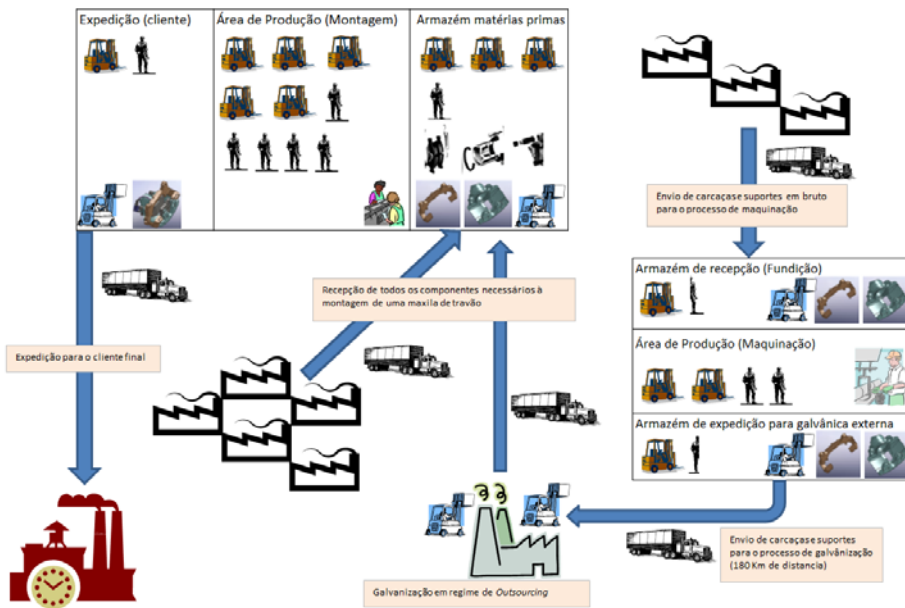 Expedição (cliente)
Área de Produção (Montagem)
Armazém matérias primas
Envio de carcaças e suportes em bruto
para o processo de maquinação
Armazém de recepção (Fundição)
Recepção de todos os componentes necessários à
montagem de uma maxila de travão
Área de Produção (Maquinação)
Expedição para o cliente final
Armazém de expedição para galvânica externa
Envio de carcaças e suportes
para o processo de galvânização
(180 Km de distancia)
Galvanização em regime de Outsourcing